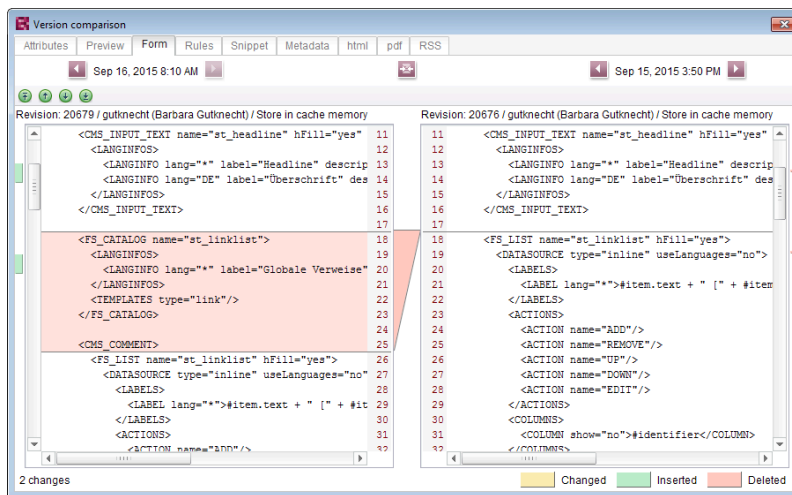 Version comparison
Attributes Preview Form Rules Snippet Metadata html pdf RSS
Sep 16, 2015 8:10 AM
Sep 15, 2015 3:50 PM
Revision: 20679 / gutknecht (Barbara Gutknecht) / Store in cache memory
<CMS_INPUT_TEXT name="st_headline" hFill="yes" 11
<LANGINFOS> 12
<LANGINFO lang="*" label="Headline" descrip 13
<LANGINFO lang="DE" label="Überschrift" des 14
</LANGINFOS> 15
</CMS_INPUT_TEXT> 16
17
<FS_CATALOG name="st_linklist"> 18
<LANGINFOS> 19
<LANGINFO lang="*" label="Globale Verweise" 20
</LANGINFOS> 21
<TEMPLATES type="link"/> 22
</FS_CATALOG> 23
24
<CMS_COMMENT> 25
<FS_LIST name="st_linklist" hFill="yes"> 26
<DATASOURCE type="inline" useLanguages="no" 27
<LABELS> 28
<LABEL lang="*">#item.text + " [" + #it 29
</LABELS> 30
<ACTIONS> 31
<ACTION name="ADD"/> 32
Revision: 20676 / gutknecht (Barbara Gutknecht) / Store in cache memory
11 <CMS_INPUT_TEXT name="st_headline" hFill="yes"
12 <LANGINFOS>
13 <LANGINFO lang="*" label="Headline" descrip
14 <LANGINFO lang="DE" label="Überschrift" des
15 </LANGINFOS>
16 </CMS_INPUT_TEXT>
17
18 <FS_LIST name="st_linklist" hFill="yes">
19 <DATASOURCE type="inline" useLanguages="no">
20 <LABELS>
21 <LABEL lang="*">#item.text + " [" + #item
22 </LABELS>
23 <ACTIONS>
24 <ACTION name="ADD"/>
25 <ACTION name="REMOVE"/>
26 <ACTION name="UP"/>
27 <ACTION name="DOWN"/>
28 <ACTION name="EDIT"/>
29 </ACTIONS>
30 <COLUMNS>
31 <COLUMN show="no">#identifier</COLUMN>
32 </COLUMNS>
2 changes
Changed Inserted Deleted